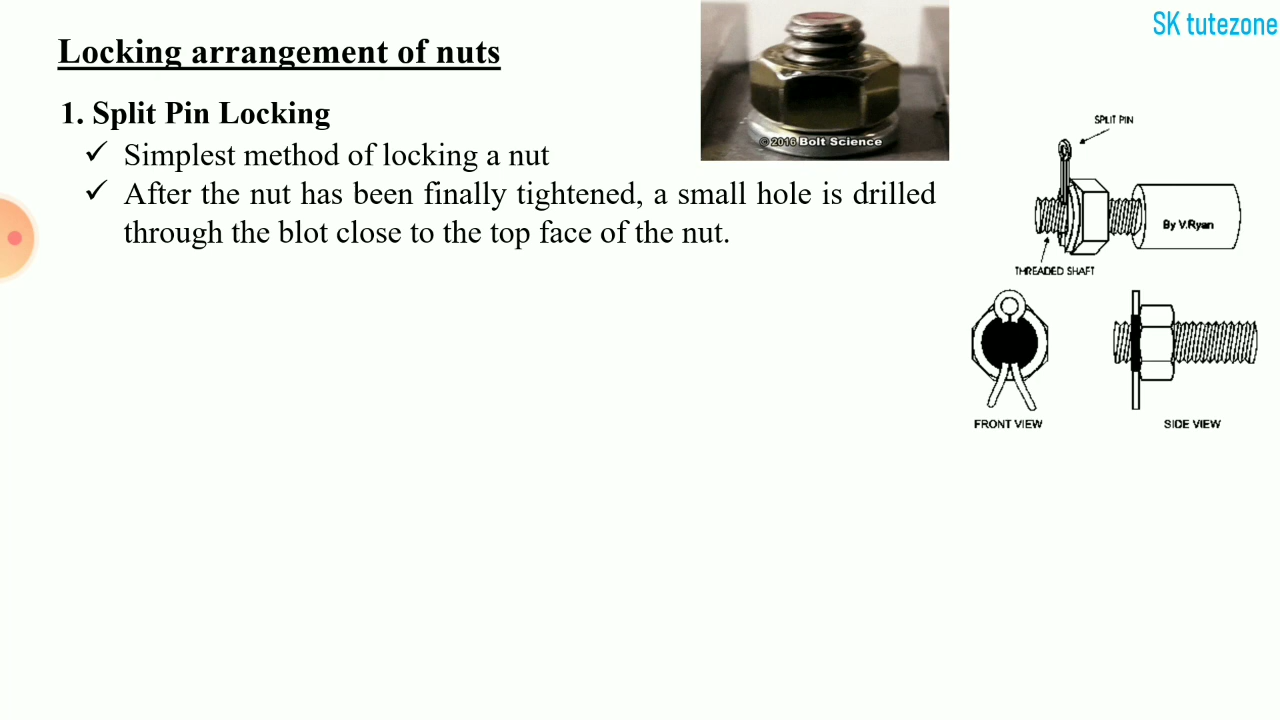 SK tutezone
Locking arrangement of nuts
1. Split Pin Locking
✓ Simplest method of locking a nut
✓ After the nut has been finally tightened, a small hole is drilled
through the blot close to the top face of the nut.
© 2016 Bolt Science
SPLIT PIN
By V.Ryan
THREADED SHAFT
FRONT VIEW
SIDE VIEW